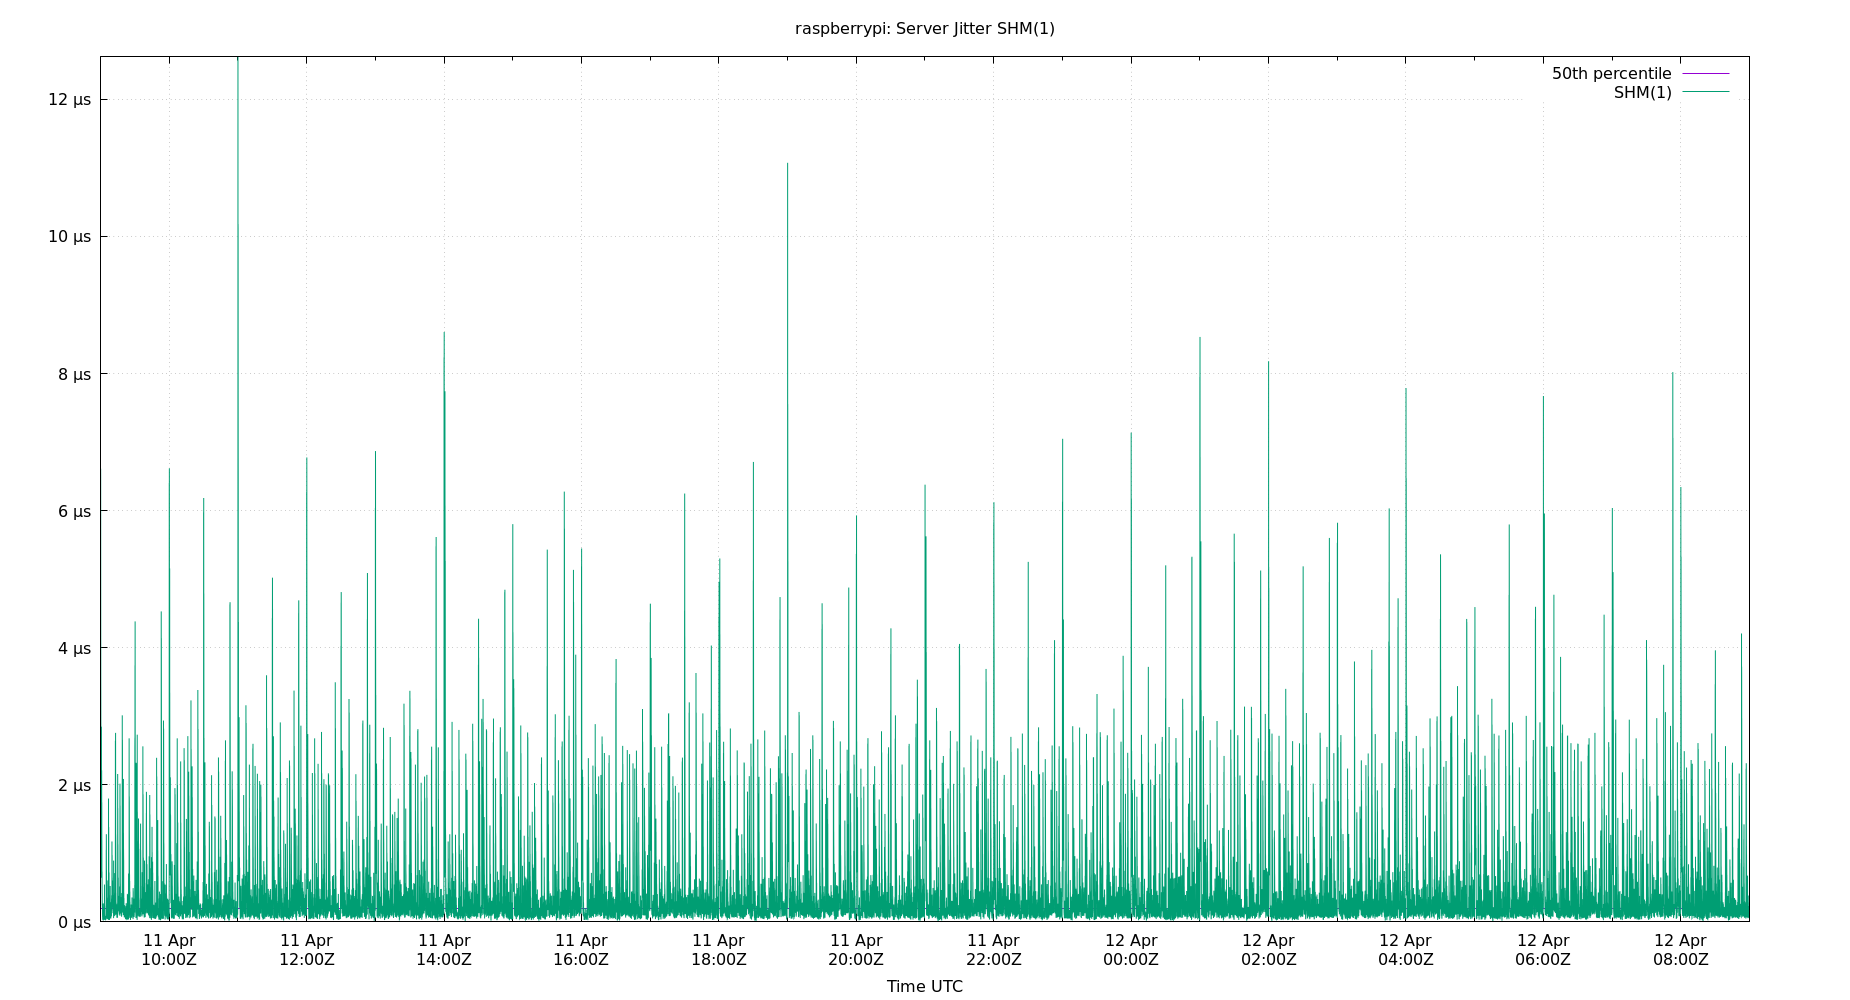 raspberrypi: Server Jitter SHM(1)
50th percentile
SHM(1)
12 µs
10 µs
8 µs
6 µs
4 µs
2 µs
0 µs
11 Apr 11 Apr 11 Apr 11 Apr 11 Apr 11 Apr 11 Apr 12 Apr 12 Apr 12 Apr 12 Apr 12 Apr
10:00Z 12:00Z 14:00Z 16:00Z 18:00Z 20:00Z 22:00Z 00:00Z 02:00Z 04:00Z 06:00Z 08:00Z
Time UTC